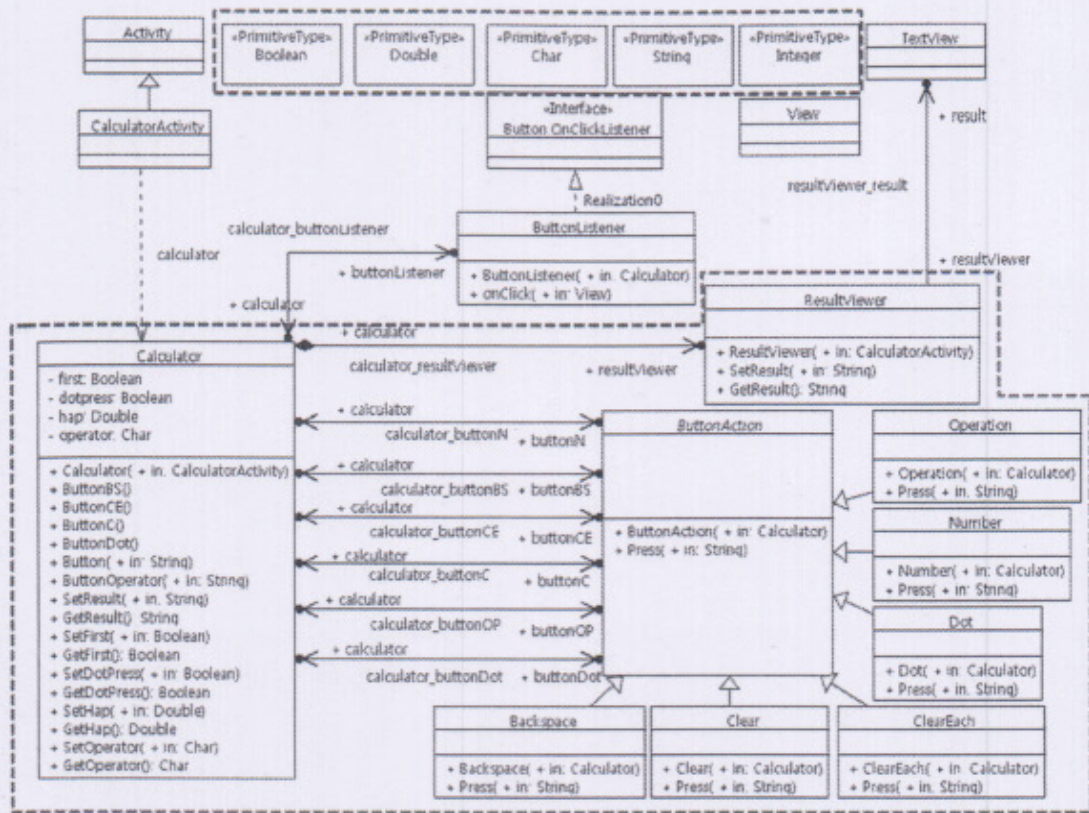 Activity
«PrimitiveType»
Boolean
«PrimitiveType»
Double
«PrimitiveType»
Char
«PrimitiveType»
String
«PrimitiveType»
Integer
TextView
CalculatorActivity
«Interface»
Button OnClickListener
View
+ result
resultViewer_result
Realization0
calculator_buttonListener
calculator
+ buttonListener
+ calculator
ButtonListener
+ ButtonListener( + in: Calculator)
+ onClick( + in: View)
+ resultViewer
ResultViewer
+ ResultViewer( + in: CalculatorActivity)
+ SetResult( + in: String)
+ GetResult(): String
+ calculator
calculator_resultViewer
+ resultViewer
Calculator
- first: Boolean
- dotpress: Boolean
- hap: Double
- operator: Char
+ Calculator( + in: CalculatorActivity)
+ ButtonBS()
+ ButtonCE()
+ ButtonC()
+ ButtonDot()
+ Button( + in: String)
+ ButtonOperator( + in: String)
+ SetResult( + in: String)
+ GetResult() String
+ SetFirst( + in: Boolean)
+ GetFirst(): Boolean
+ SetDotPress( + in: Boolean)
+ GetDotPress(): Boolean
+ SetHap( + in: Double)
+ GetHap(): Double
+ SetOperator( + in: Char)
+ GetOperator(): Char
+ calculator
calculator_buttonN + buttonN
+ calculator
calculator_buttonBS + buttonBS
+ calculator
calculator_buttonCE + buttonCE
+ calculator
calculator_buttonC + buttonC
+ calculator
calculator_buttonOP + buttonOP
+ calculator
calculator_buttonDot + buttonDot
ButtonAction
+ ButtonAction( + in: Calculator)
+ Press( + in: String)
Operation
+ Operation( + in: Calculator)
+ Press( + in: String)
Number
+ Number( + in: Calculator)
+ Press( + in: String)
Dot
+ Dot( + in: Calculator)
+ Press( + in: String)
Backspace
+ Backspace( + in: Calculator)
+ Press( + in: String)
Clear
+ Clear( + in: Calculator)
+ Press( + in: String)
ClearEach
+ ClearEach( + in: Calculator)
+ Press( + in: String)